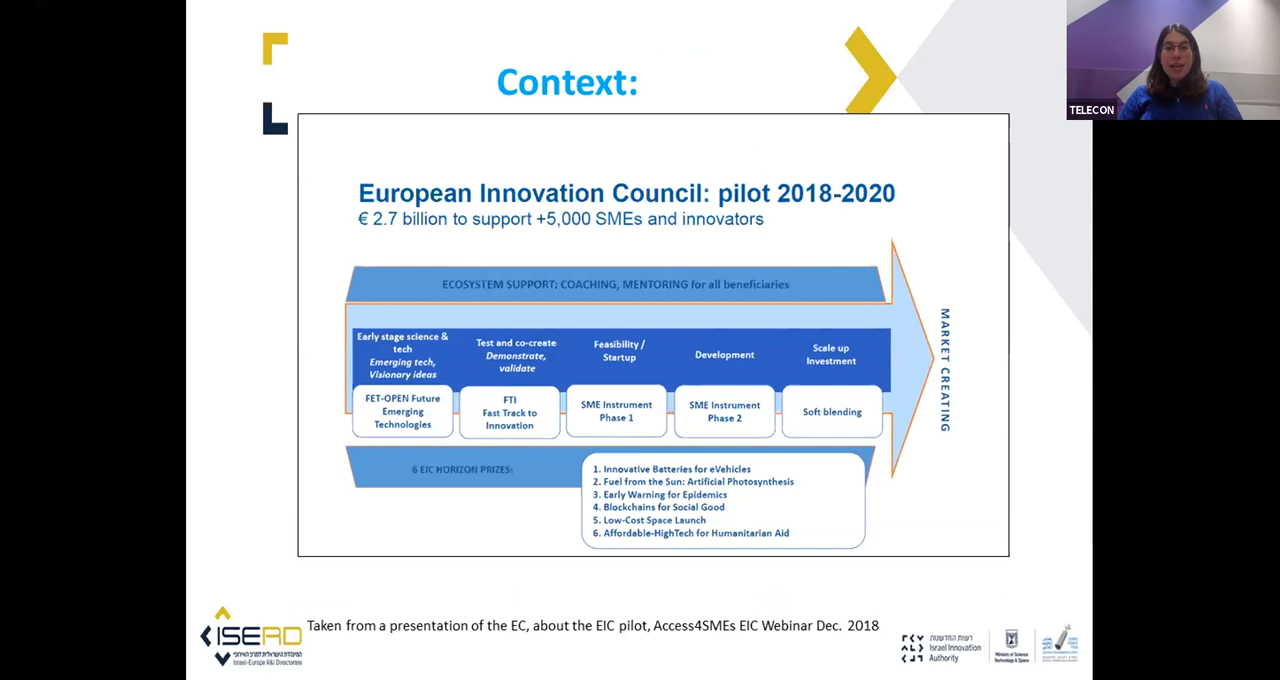 Context:
TELECON
European Innovation Council: pilot 2018-2020
€ 2.7 billion to support +5,000 SMEs and innovators
ECOSYSTEM SUPPORT: COACHING, MENTORING for all beneficiaries
Early stage science &
tech
Emerging tech,
Visionary ideas
Test and co-create
Demonstrate,
validate
Feasibility /
Startup
Development
Scale up
Investment
FET-OPEN Future
Emerging
Technologies
FTI
Fast Track to
Innovation
SME Instrument
Phase 1
SME Instrument
Phase 2
Soft blending
MARKET CREATING
6 EIC HORIZON PRIZES:
1. Innovative Batteries for eVehicles
2. Fuel from the Sun: Artificial Photosynthesis
3. Early Warning for Epidemics
4. Blockchains for Social Good
5. Low-Cost Space Launch
6. Affordable-HighTech for Humanitarian Aid
Taken from a presentation of the EC, about the EIC pilot, Access4SMEs EIC Webinar Dec. 2018
ISERD
Israel-Europe R&I Directorate
רשות החדשנות
Israel Innovation
Authority
Ministry of Science
Technology & Space